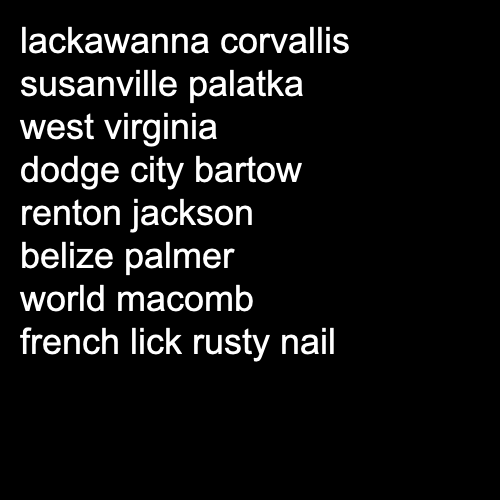 lackawanna corvallis
susanville palatka
west virginia
dodge city bartow
renton jackson
belize palmer
world macomb
french lick rusty nail